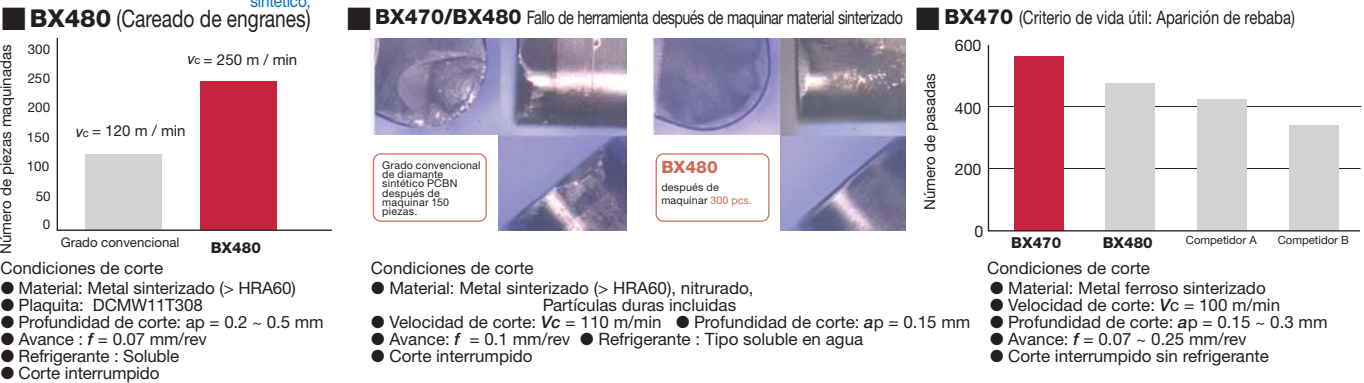 sintético,
BX480 (Careado de engranes)
Número de piezas maquinadas
300
250
200
150
100
50
0
vc = 250 m / min
vc = 120 m / min
Grado convencional
BX480
Condiciones de corte
● Material: Metal sinterizado (> HRA60)
● Plaquita: DCMW11T308
● Profundidad de corte: ap = 0.2 ~ 0.5 mm
● Avance : f = 0.07 mm/rev
● Refrigerante : Soluble
● Corte interrumpido
BX470/BX480 Fallo de herramienta después de maquinar material sinterizado
Grado convencional
de diamante
sintético PCBN
después de
maquinar 150
piezas.
BX480
después de
maquinar 300 pcs.
Condiciones de corte
● Material: Metal sinterizado (> HRA60), nitrurado,
Partículas duras incluidas
● Velocidad de corte: Vc = 110 m/min ● Profundidad de corte: ap = 0.15 mm
● Avance: f = 0.1 mm/rev ● Refrigerante : Tipo soluble en agua
● Corte interrumpido
BX470 (Criterio de vida útil: Aparición de rebaba)
Número de pasadas
600
400
200
0
BX470
BX480
Competidor A
Competidor B
Condiciones de corte
● Material: Metal ferroso sinterizado
● Velocidad de corte: Vc = 100 m/min
● Profundidad de corte: ap = 0.15 ~ 0.3 mm
● Avance: f = 0.07 ~ 0.25 mm/rev
● Corte interrumpido sin refrigerante